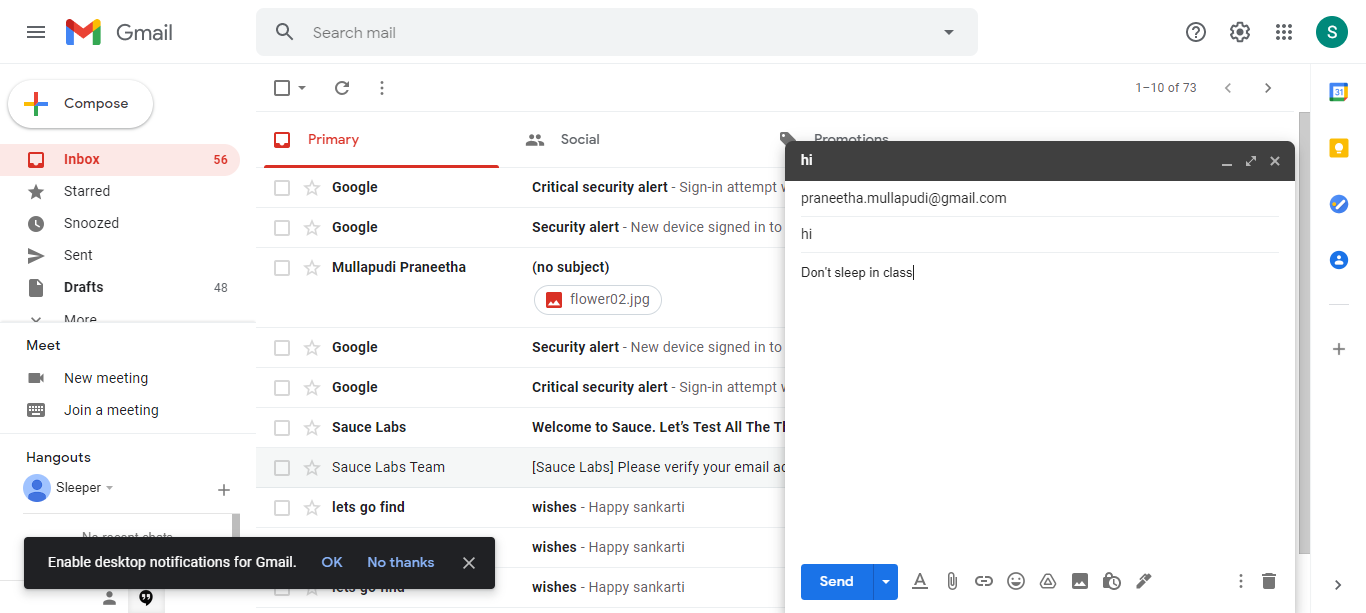 Gmail
Search mail
S
Compose
1–10 of 73
31
Primary
Social
Promotions
Inbox 56
Starred
Snoozed
Sent
Drafts 48
More
Google Critical security alert - Sign-in attempt
Google Security alert - New device signed in to
Mullapudi Praneetha (no subject)
flower02.jpg
Google Security alert - New device signed in to
Google Critical security alert - Sign-in attempt
Sauce Labs Welcome to Sauce. Let's Test All The
Sauce Labs Team [Sauce Labs] Please verify your email
lets go find wishes - Happy sankarti
wishes - Happy sankarti
lets go find wishes - Happy sankarti
Meet
New meeting
Join a meeting
Hangouts
Sleeper
No recent chats
Enable desktop notifications for Gmail. OK No thanks
hi
praneetha.mullapudi@gmail.com
hi
Don't sleep in class
Send